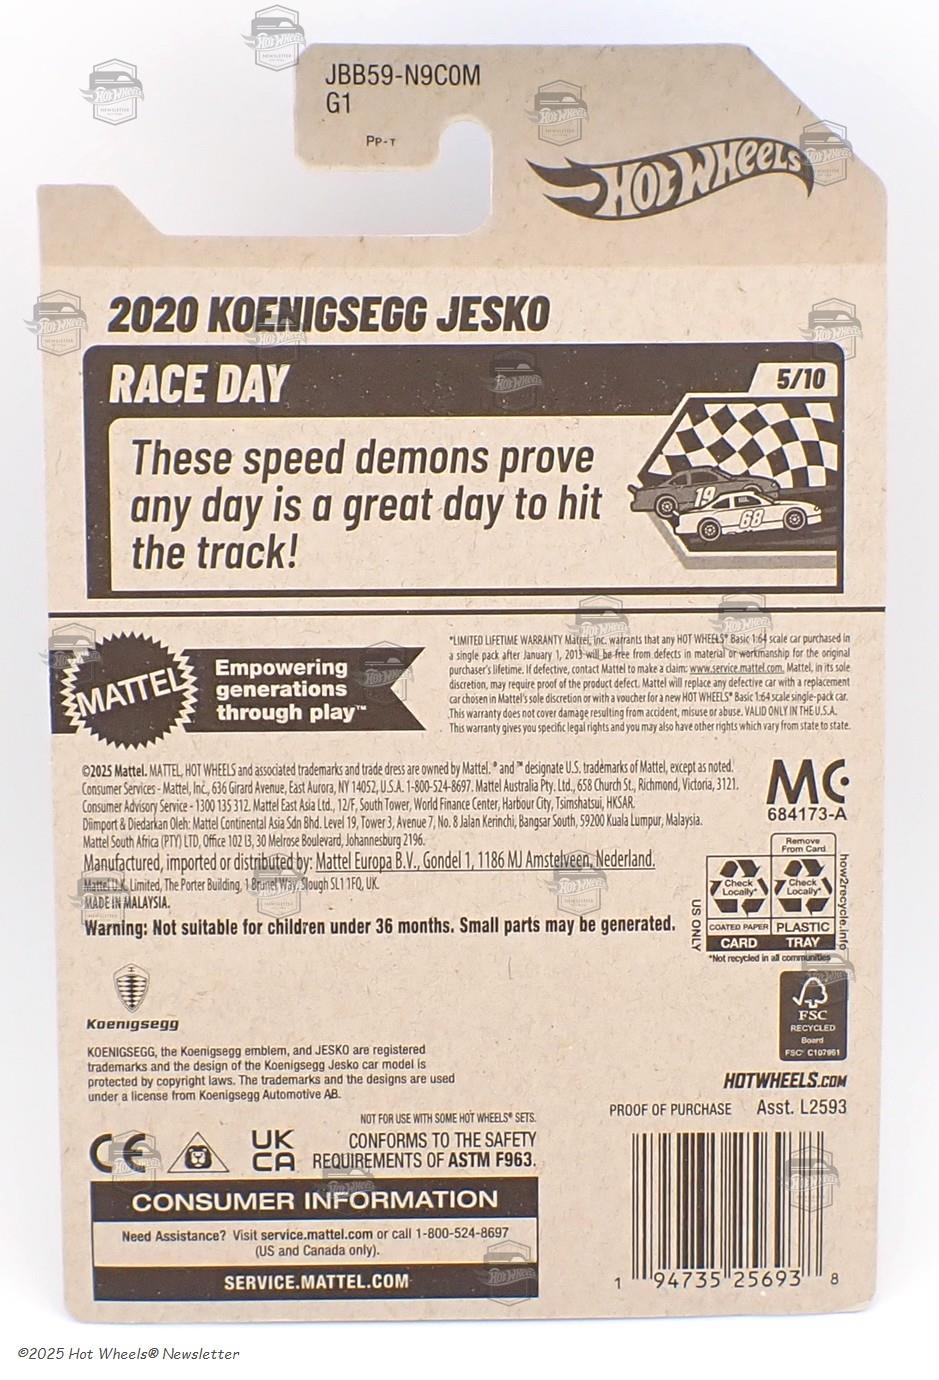 JBB59-N9C0M
G1
PP-T
HOT WHEELS
2020 KOENIGSEGG JESKO
RACE DAY
5/10
These speed demons prove
any day is a great day to hit
the track!
19
68
MATTEL
Empowering
generations
through play™
*LIMITED LIFETIME WARRANTY Mattel, Inc. warrants that any HOT WHEELS® Basic 1:64 scale car purchased in
a single pack after January 1, 2013 will be free from defects in material or workmanship for the original
purchaser's lifetime. If defective, contact Mattel to make a claim: www.service.mattel.com. Mattel, in its sole
discretion, may require proof of the product defect. Mattel will replace any defective car with a replacement
car chosen in Mattel's sole discretion or with a voucher for a new HOT WHEELS® Basic 1:64 scale single-pack car.
This warranty does not cover damage resulting from accident, misuse or abuse. VALID ONLY IN THE U.S.A.
This warranty gives you specific legal rights and you may also have other rights which vary from state to state.
©2025 Mattel. MATTEL, HOT WHEELS and associated trademarks and trade dress are owned by Mattel. ® and ™ designate U.S. trademarks of Mattel, except as noted.
Consumer Services - Mattel, Inc., 636 Girard Avenue, East Aurora, NY 14052, U.S.A. 1-800-524-8697. Mattel Australia Pty. Ltd., 658 Church St., Richmond, Victoria, 3121.
Consumer Advisory Service - 1300 135 312. Mattel East Asia Ltd., 12/F, South Tower, World Finance Center, Harbour City, Tsimshatsui, HKSAR.
Diimport & Diedarkan Oleh: Mattel Continental Asia Sdn Bhd. Level 19, Tower 3, Avenue 7, No. 8 Jalan Kerinchi, Bangsar South, 59200 Kuala Lumpur, Malaysia.
Mattel South Africa (PTY) LTD, Office 102 I3, 30 Melrose Boulevard, Johannesburg 2196.
Manufactured, imported or distributed by: Mattel Europa B.V., Gondel 1, 1186 MJ Amstelveen, Nederland.
Mattel U.K. Limited, The Porter Building, 1 Brunel Way, Slough SL1 1FQ, UK.
MADE IN MALAYSIA.
Warning: Not suitable for children under 36 months. Small parts may be generated.
MC
684173-A
Remove
From Card
Check
Locally*
Check
Locally*
COATED PAPER
PLASTIC
CARD
TRAY
US ONLY
how2recycle.info
*Not recycled in all communities
FSC
RECYCLED
Board
FSC® C107951
Koenigsegg
KOENIGSEGG, the Koenigsegg emblem, and JESKO are registered
trademarks and the design of the Koenigsegg Jesko car model is
protected by copyright laws. The trademarks and the designs are used
under a license from Koenigsegg Automotive AB.
HOTWHEELS.COM
PROOF OF PURCHASE Asst. L2593
NOT FOR USE WITH SOME HOT WHEELS® SETS.
CE
UK
CA
CONFORMS TO THE SAFETY
REQUIREMENTS OF ASTM F963.
CONSUMER INFORMATION
Need Assistance? Visit service.mattel.com or call 1-800-524-8697
(US and Canada only).
SERVICE.MATTEL.COM
1 94735 25693 8
©2025 Hot Wheels® Newsletter